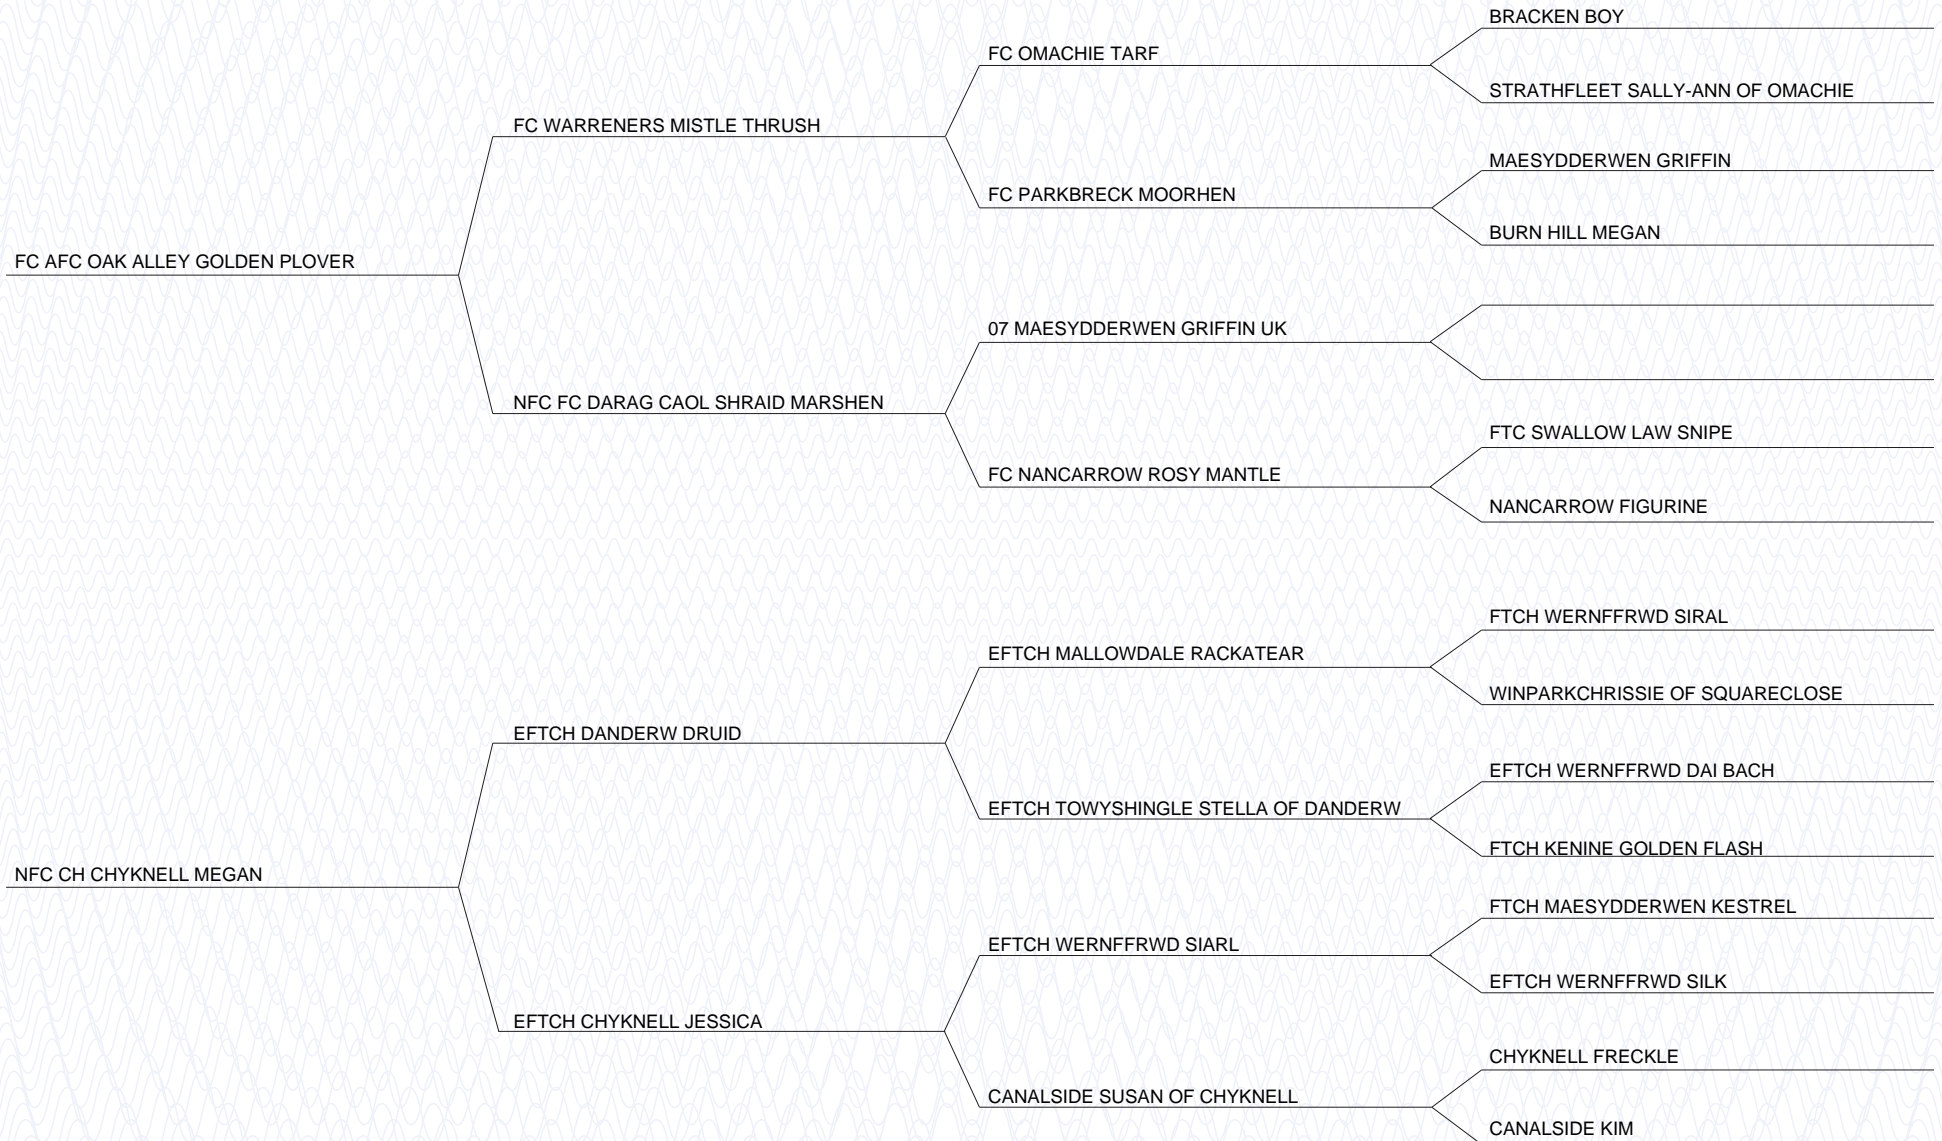 BRACKEN BOY
FC OMACHIE TARF
STRATHFLEET SALLY-ANN OF OMACHIE
FC WARRENERS MISTLE THRUSH
MAESYDDERWEN GRIFFIN
FC PARKBRECK MOORHEN
BURN HILL MEGAN
FC AFC OAK ALLEY GOLDEN PLOVER
07 MAESYDDERWEN GRIFFIN UK
NFC FC DARAG CAOL SHRAID MARSHEN
FTC SWALLOW LAW SNIPE
FC NANCARROW ROSY MANTLE
NANCARROW FIGURINE
FTCH WERNFFRWD SIRAL
EFTCH MALLOWDALE RACKATEAR
WINPARKCHRISSIE OF SQUARECLOSE
EFTCH DANDERW DRUID
EFTCH WERNFFRWD DAI BACH
EFTCH TOWYSHINGLE STELLA OF DANDERW
FTCH KENINE GOLDEN FLASH
NFC CH CHYKNELL MEGAN
FTCH MAESYDDERWEN KESTREL
EFTCH WERNFFRWD SIARL
EFTCH WERNFFRWD SILK
EFTCH CHYKNELL JESSICA
CHYKNELL FRECKLE
CANALSIDE SUSAN OF CHYKNELL
CANALSIDE KIM